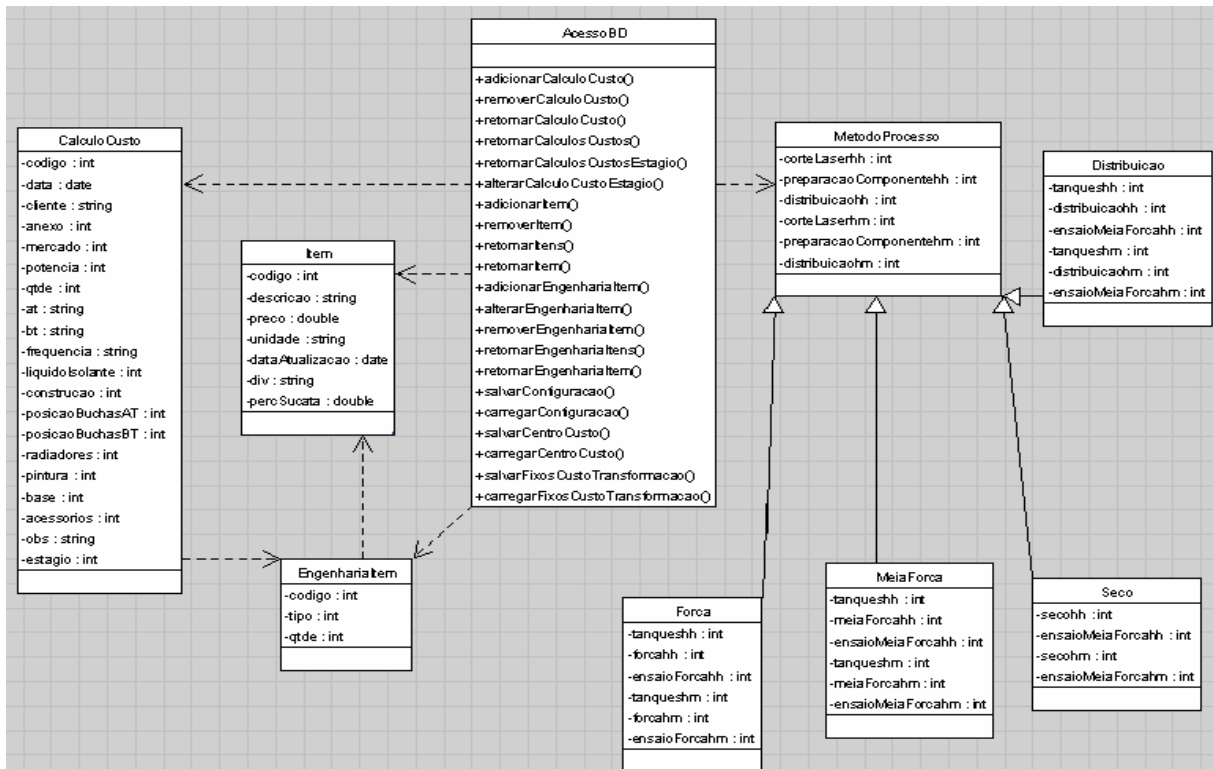 AcessoBD
+adicionarCalculoCusto()
+removerCalculoCusto()
+retornarCalculoCusto()
+retornarCalculosCustos()
+retornarCalculosCustosEstagio()
+alterarCalculoCustoEstagio()
+adicionarItem()
+removerItem()
+retornarItens()
+retornarItem()
+adicionarEngenhariaItem()
+alterarEngenhariaItem()
+removerEngenhariaItem()
+retornarEngenhariaItens()
+retornarEngenhariaItem()
+salvarConfiguracao()
+carregarConfiguracao()
+salvarCentroCusto()
+carregarCentroCusto()
+salvarFixosCustoTransformacao()
+carregarFixosCustoTransformacao()
CalculoCusto
-codigo : int
-data : date
-cliente : string
-anexo : int
-mercado : int
-potencia : int
-qtde : int
-at : string
-bt : string
-frequencia : string
-liquidoIsolante : int
-construcao : int
-posicaoBuchasAT : int
-posicaoBuchasBT : int
-radiadores : int
-pintura : int
-base : int
-acessorios : int
-obs : string
-estagio : int
Item
-codigo : int
-descricao : string
-preco : double
-unidade : string
-dataAtualizacao : date
-div : string
-percSucata : double
EngenhariaItem
-codigo : int
-tipo : int
-qtde : int
MetodoProcesso
-corteLaserhh : int
-preparacaoComponentehh : int
-distribuicaohh : int
-corteLaserhm : int
-preparacaoComponentehm : int
-distribuicaohm : int
Distribuicao
-tanqueshh : int
-distribuicaohh : int
-ensaioMeiaForcahh : int
-tanqueshm : int
-distribuicaohm : int
-ensaioMeiaForcahm : int
Forca
-tanqueshh : int
-forcahh : int
-ensaioForcahh : int
-tanqueshm : int
-forcahm : int
-ensaioForcahm : int
MeiaForca
-tanqueshh : int
-meiaForcahh : int
-ensaioMeiaForcahh : int
-tanqueshm : int
-meiaForcahm : int
-ensaioMeiaForcahm : int
Seco
-secohh : int
-ensaioMeiaForcahh : int
-secohm : int
-ensaioMeiaForcahm : int